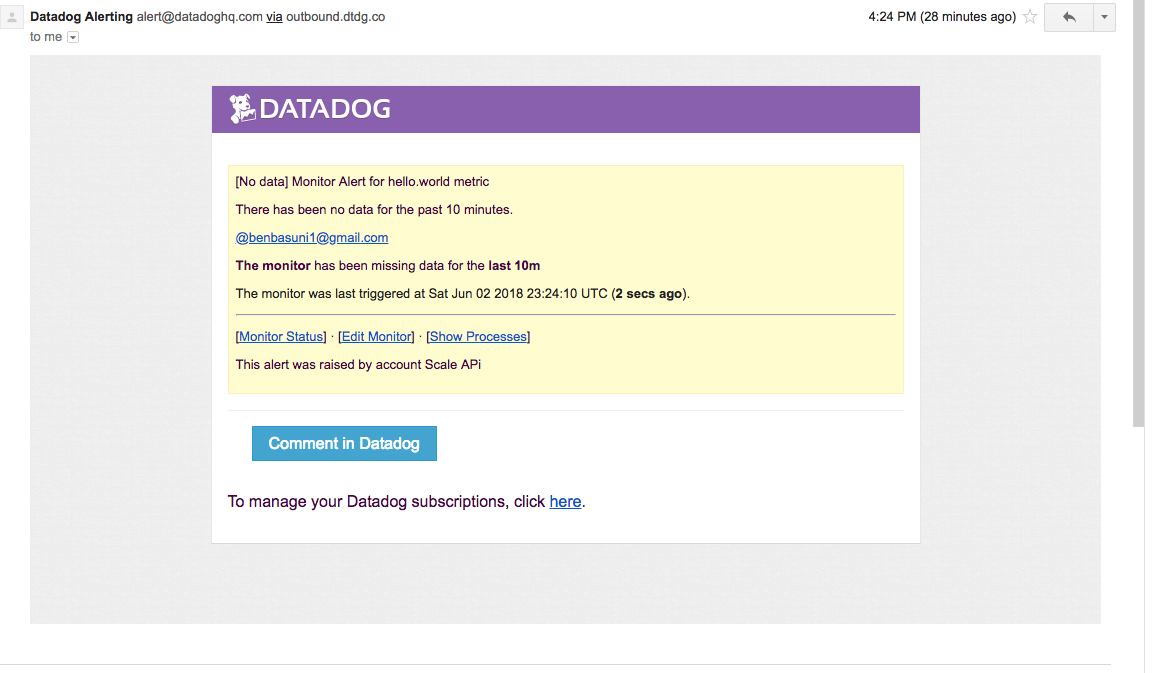 Datadog Alerting alert@datadoghq.com via outbound.dtdg.co 4:24 PM (28 minutes ago)
to me
DATADOG
[No data] Monitor Alert for hello.world metric
There has been no data for the past 10 minutes.
@benbasuni1@gmail.com
The monitor has been missing data for the last 10m
The monitor was last triggered at Sat Jun 02 2018 23:24:10 UTC (2 secs ago).
[Monitor Status] · [Edit Monitor] · [Show Processes]
This alert was raised by account Scale APi
Comment in Datadog
To manage your Datadog subscriptions, click here.